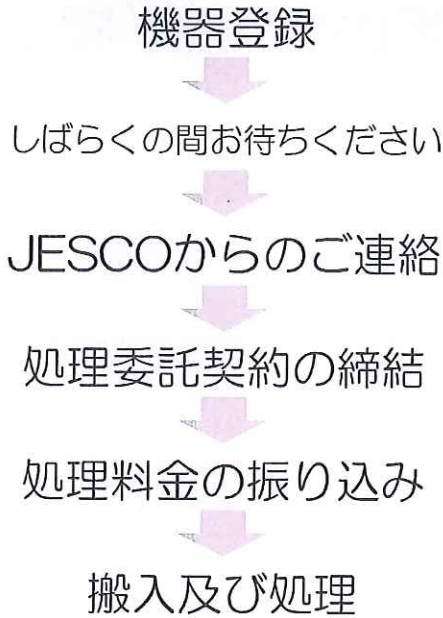 機器登録
しばらくの間お待ちください
JESCOからのご連絡
処理委託契約の締結
処理料金の振り込み
搬入及び処理